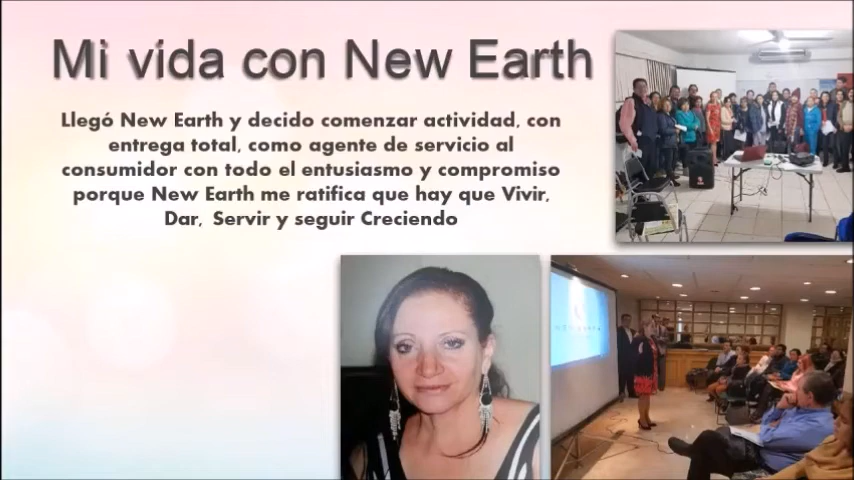 Mi vida con New Earth
Llegó New Earth y decido comenzar actividad, con
entrega total, como agente de servicio al
consumidor con todo el entusiasmo y compromiso
porque New Earth me ratifica que hay que Vivir,
Dar, Servir y seguir Creciendo